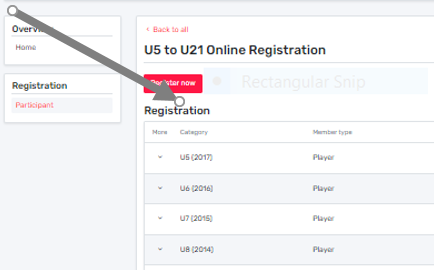 Overview
Home
Registration
Participant
Back to all
U5 to U21 Online Registration
Register now
Rectangular Snip
Registration
More Category Member type
U5 (2017) Player
U6 (2016) Player
U7 (2015) Player
U8 (2014) Player